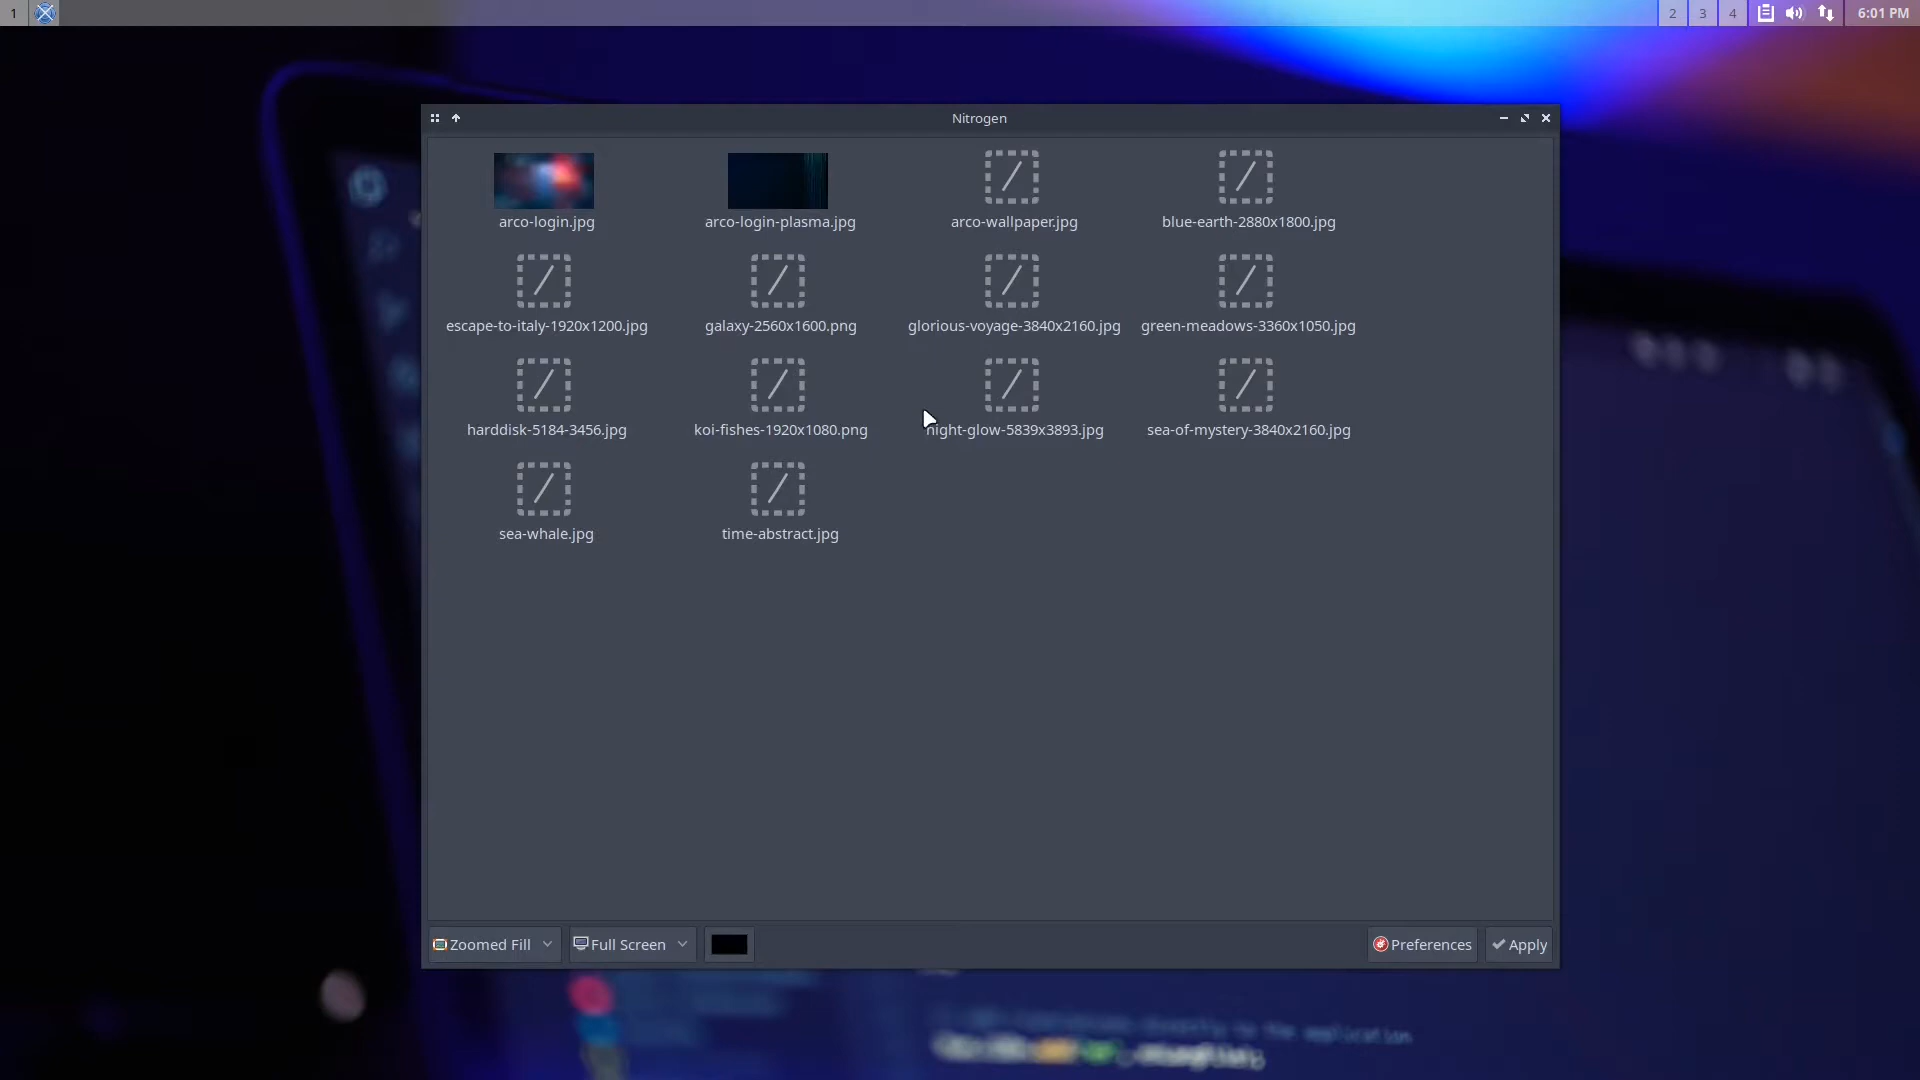 1
2 3 4 6:01 PM
Nitrogen
arco-login.jpg arco-login-plasma.jpg arco-wallpaper.jpg blue-earth-2880x1800.jpg
escape-to-italy-1920x1200.jpg galaxy-2560x1600.png glorious-voyage-3840x2160.jpg green-meadows-3360x1050.jpg
harddisk-5184-3456.jpg koi-fishes-1920x1080.png night-glow-5839x3893.jpg sea-of-mystery-3840x2160.jpg
sea-whale.jpg time-abstract.jpg
Zoomed Fill Full Screen Preferences Apply
to the application